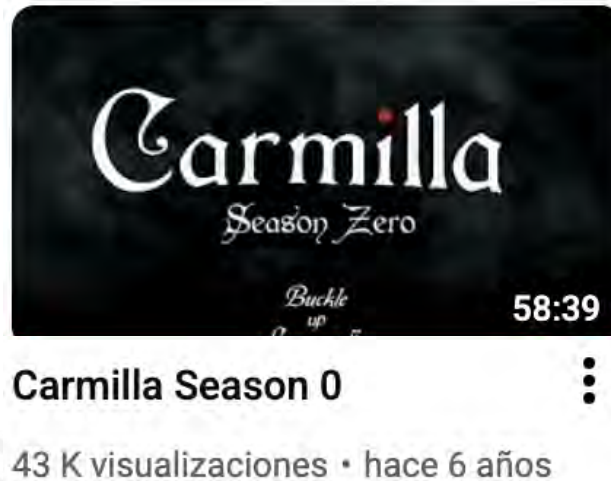 Carmilla
Season Zero
Buckle
up
58:39
Carmilla Season 0
43 K visualizaciones • hace 6 años